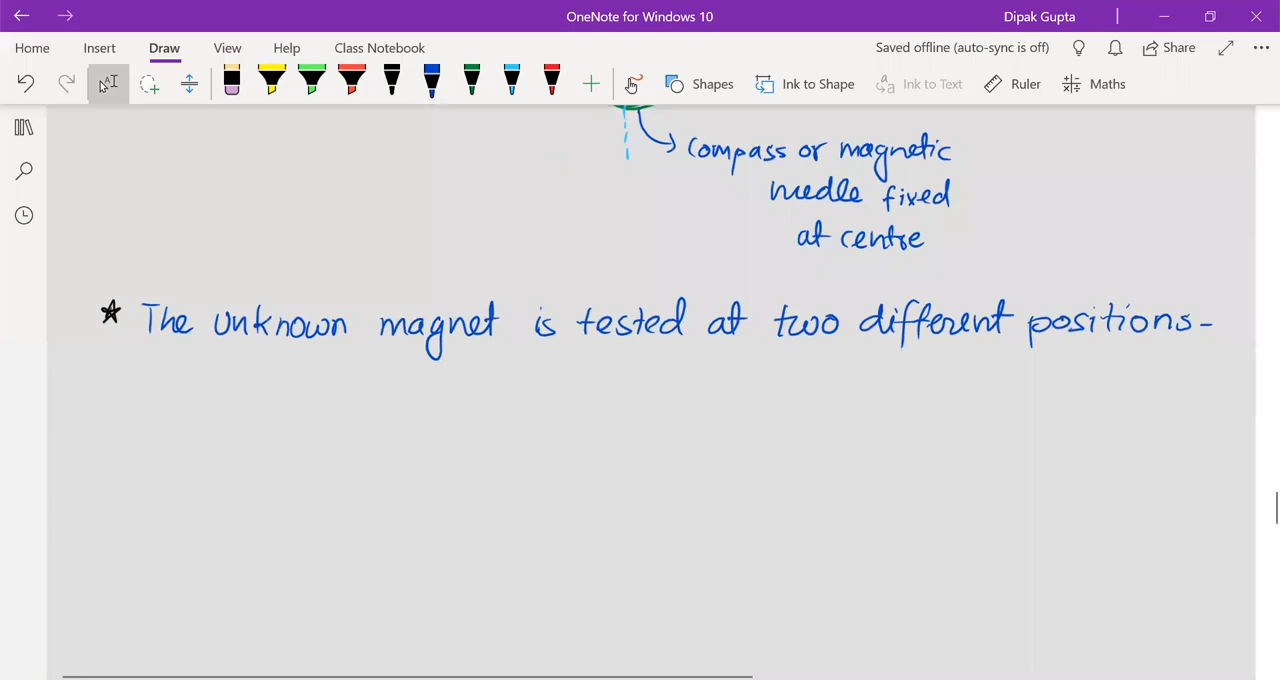 OneNote for Windows 10
Dipak Gupta
Home Insert Draw View Help Class Notebook
Saved offline (auto-sync is off) Share
Shapes Ink to Shape Ink to Text Ruler Maths
Compass or magnetic
needle fixed
at centre
* The unknown magnet is tested at two different positions-